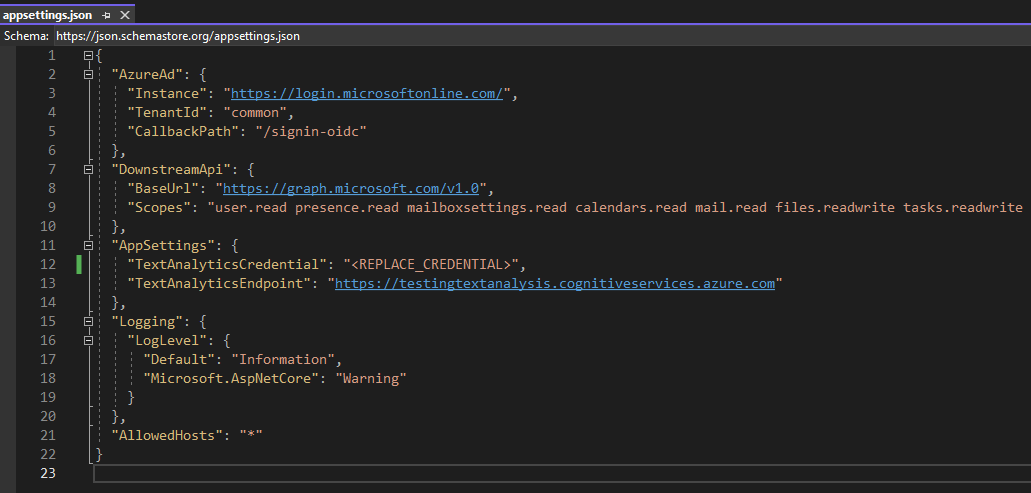 appsettings.json
Schema: https://json.schemastore.org/appsettings.json
1 {
2 "AzureAd": {
3 "Instance": "https://login.microsoftonline.com/",
4 "TenantId": "common",
5 "CallbackPath": "/signin-oidc"
6 },
7 "DownstreamApi": {
8 "BaseUrl": "https://graph.microsoft.com/v1.0",
9 "Scopes": "user.read presence.read mailboxsettings.read calendars.read mail.read files.readwrite tasks.readwrite
10 },
11 "AppSettings": {
12 "TextAnalyticsCredential": "<REPLACE_CREDENTIAL>",
13 "TextAnalyticsEndpoint": "https://testingtextanalysis.cognitiveservices.azure.com"
14 },
15 "Logging": {
16 "LogLevel": {
17 "Default": "Information",
18 "Microsoft.AspNetCore": "Warning"
19 }
20 },
21 "AllowedHosts": "*"
22 }
23